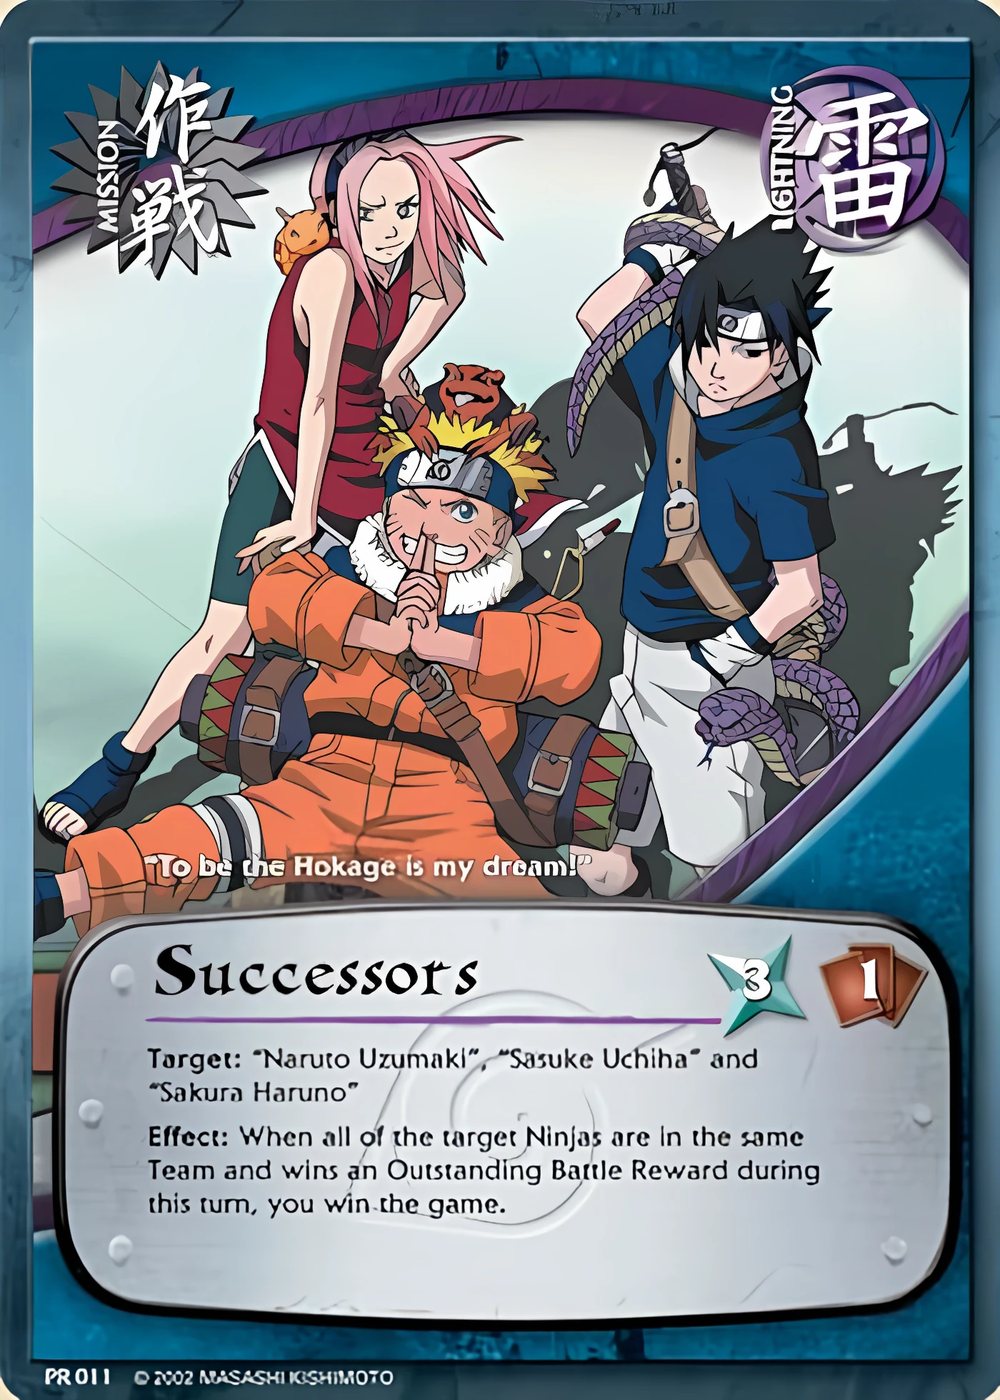 MISSION
作
戦
LIGHTNING
雷
"To be the Hokage is my dream!"
Successors
3
1
Target: "Naruto Uzumaki", "Sasuke Uchiha" and
"Sakura Haruno"
Effect: When all of the target Ninjas are in the same
Team and wins an Outstanding Battle Reward during
this turn, you win the game.
PR 011 © 2002 MASASHI KISHIMOTO